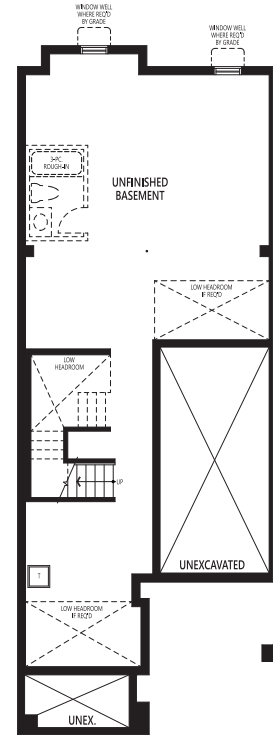 WINDOW WELL
WHERE REQ'D
BY GRADE
WINDOW WELL
WHERE REQ'D
BY GRADE
3-PC.
ROUGH-IN
UNFINISHED
BASEMENT
LOW HEADROOM
IF REQ'D
LOW
HEADROOM
UP
UNEXCAVATED
T
LOW HEADROOM
IF REQ'D
UNEX.